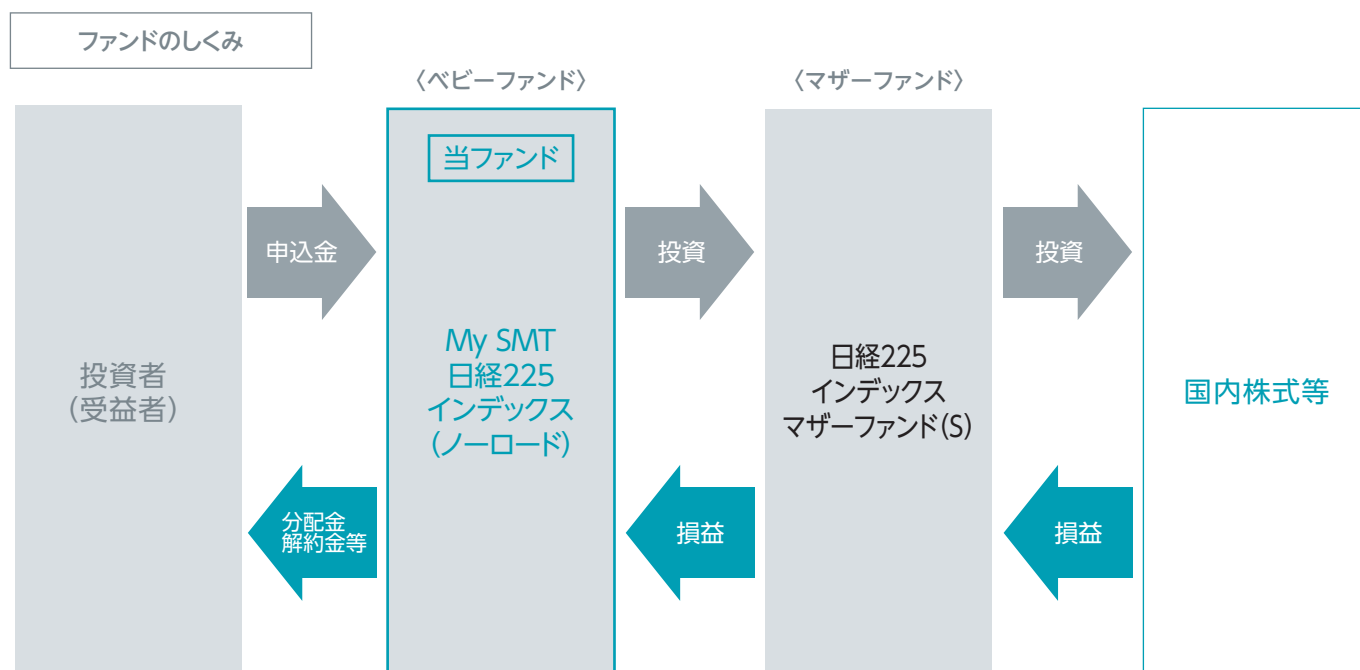 ファンドのしくみ
〈ベビーファンド〉
〈マザーファンド〉
当ファンド
申込金
投資
投資
投資者
(受益者)
My SMT
日経225
インデックス
(ノーロード)
日経225
インデックス
マザーファンド(S)
国内株式等
分配金
解約金等
損益
損益